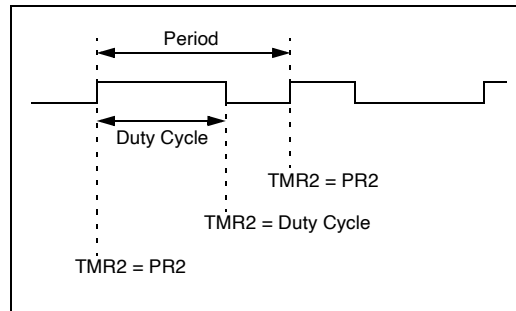 Period
Duty Cycle
TMR2 = PR2
TMR2 = Duty Cycle
TMR2 = PR2